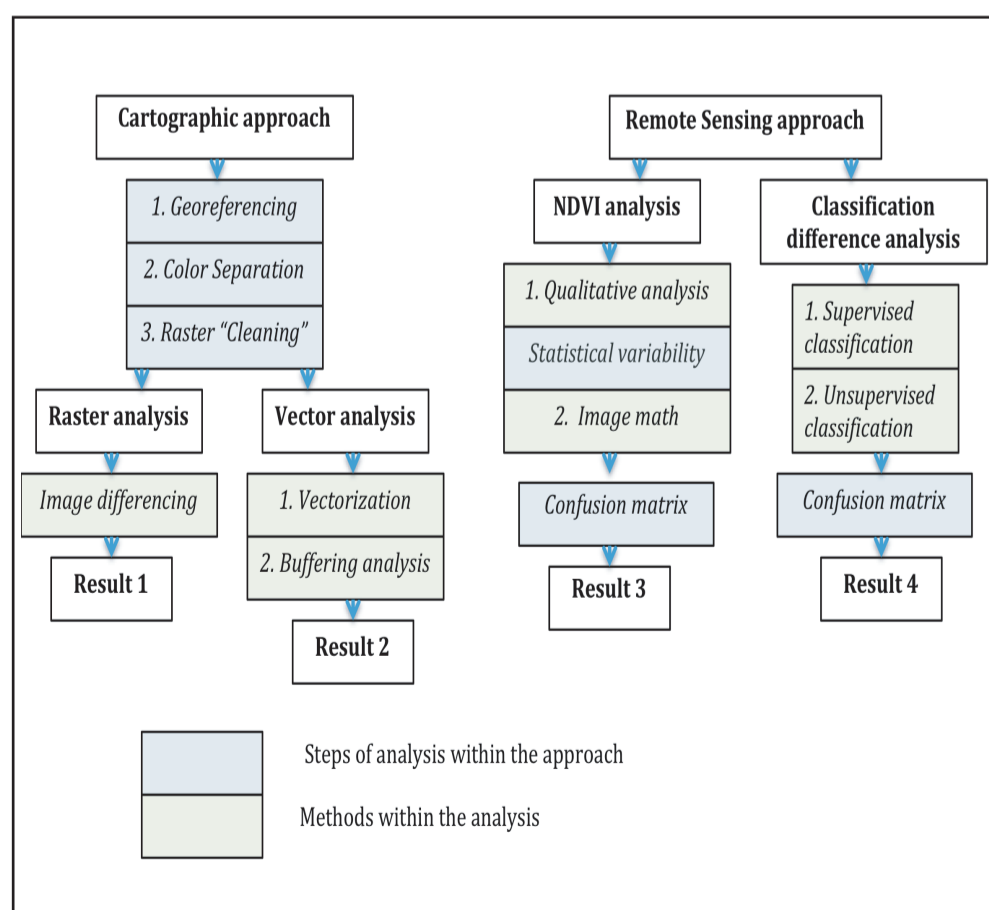 Cartographic approach
1. Georeferencing
2. Color Separation
3. Raster “Cleaning”
Raster analysis
Image differencing
Result 1
Vector analysis
1. Vectorization
2. Buffering analysis
Result 2
Remote Sensing approach
NDVI analysis
1. Qualitative analysis
Statistical variability
2. Image math
Confusion matrix
Result 3
Classification
difference analysis
1. Supervised
classification
2. Unsupervised
classification
Confusion matrix
Result 4
Steps of analysis within the approach
Methods within the analysis